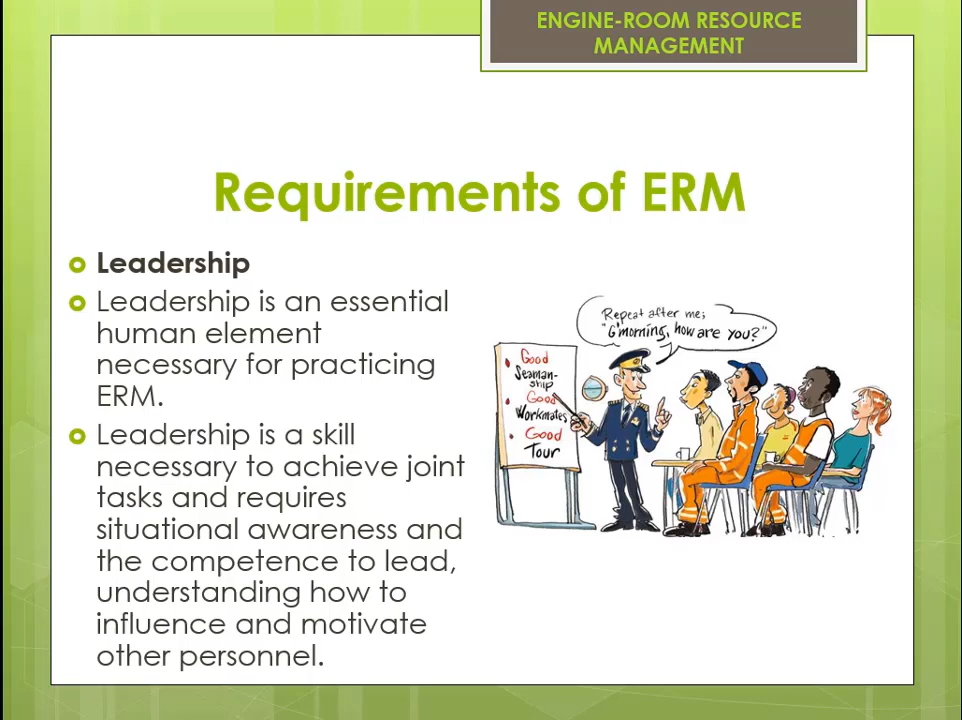 ENGINE-ROOM RESOURCE
MANAGEMENT
Requirements of ERM
Leadership
Leadership is an essential
human element
necessary for practicing
ERM.
Leadership is a skill
necessary to achieve joint
tasks and requires
situational awareness and
the competence to lead,
understanding how to
influence and motivate
other personnel.
Repeat after me;
"G'morning, how are you?"
Good
Seaman-
ship
Good
Workmates
Good
Tour